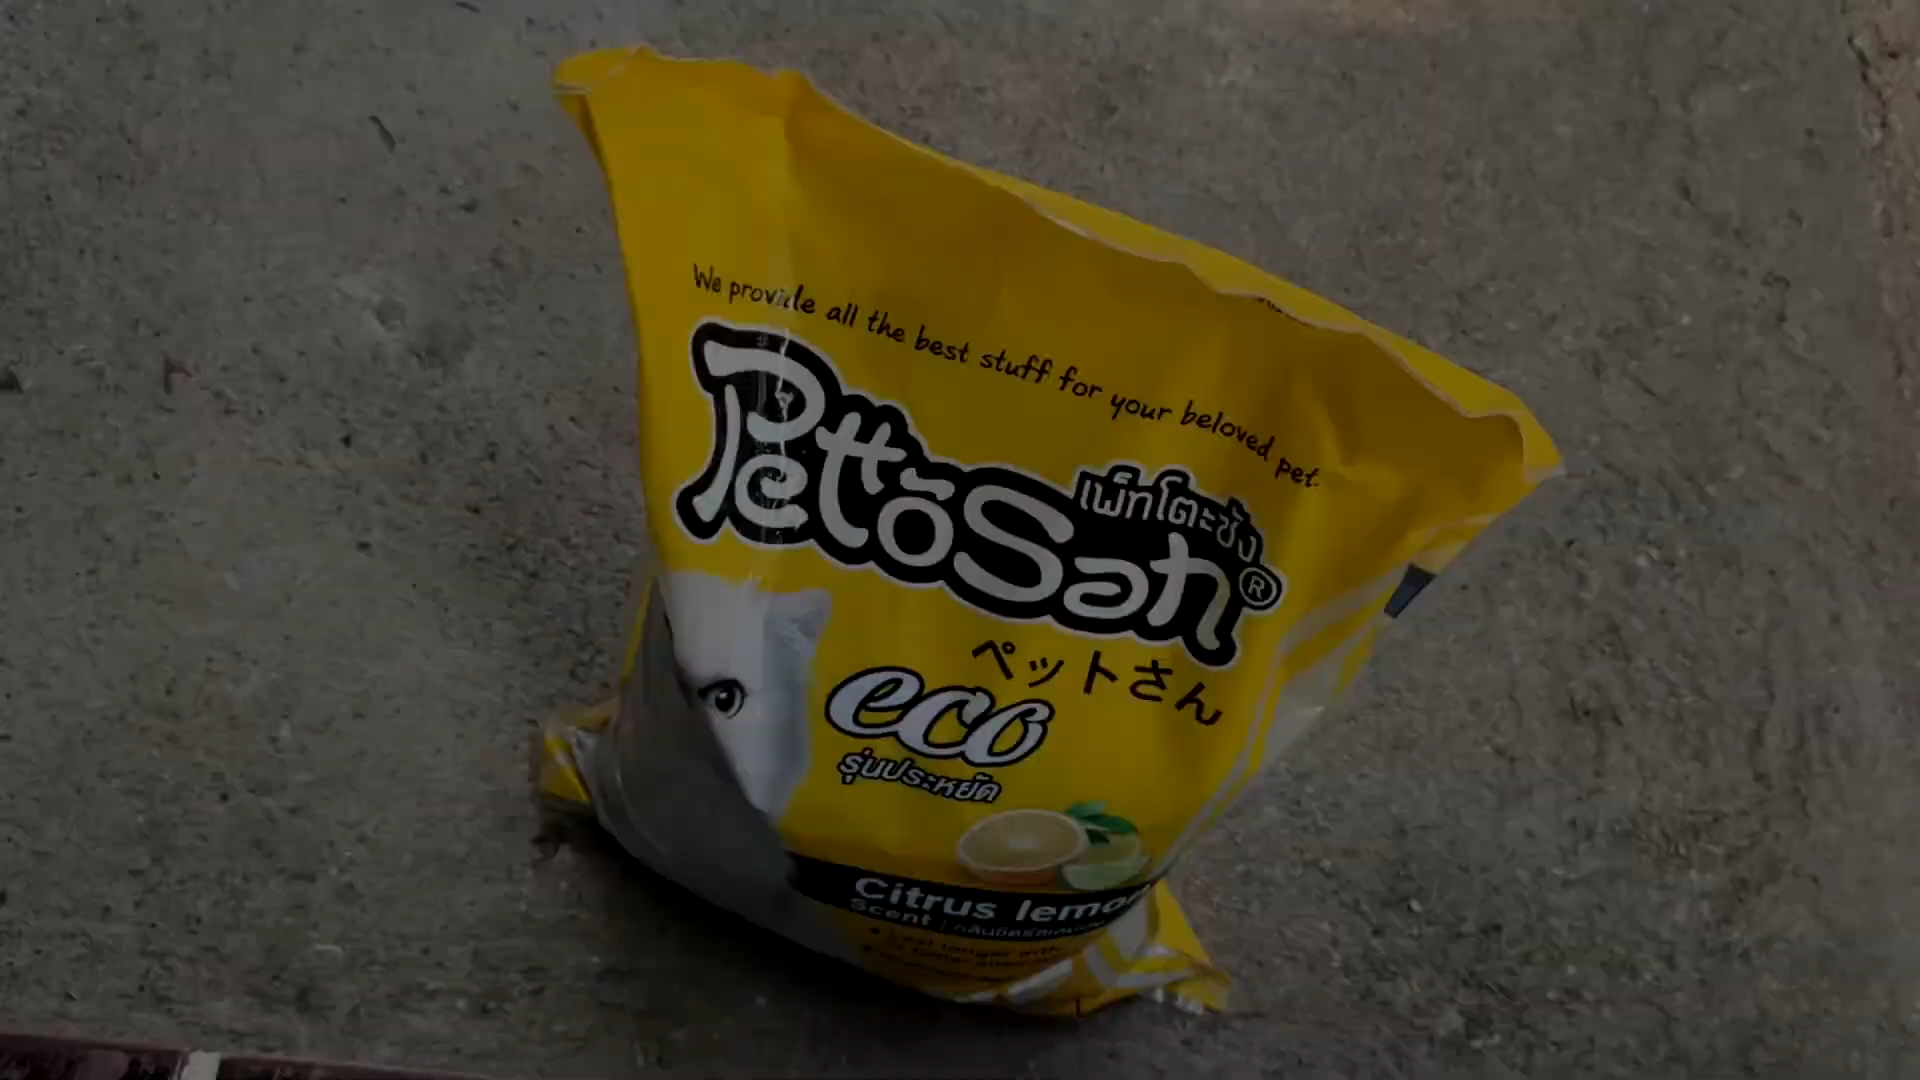 We provide all the best stuff for your beloved pet.
เพ็ทโตะซัง
PettoSan®
ペットさん
eco
รุ่นประหยัด
Citrus lemon
Scent